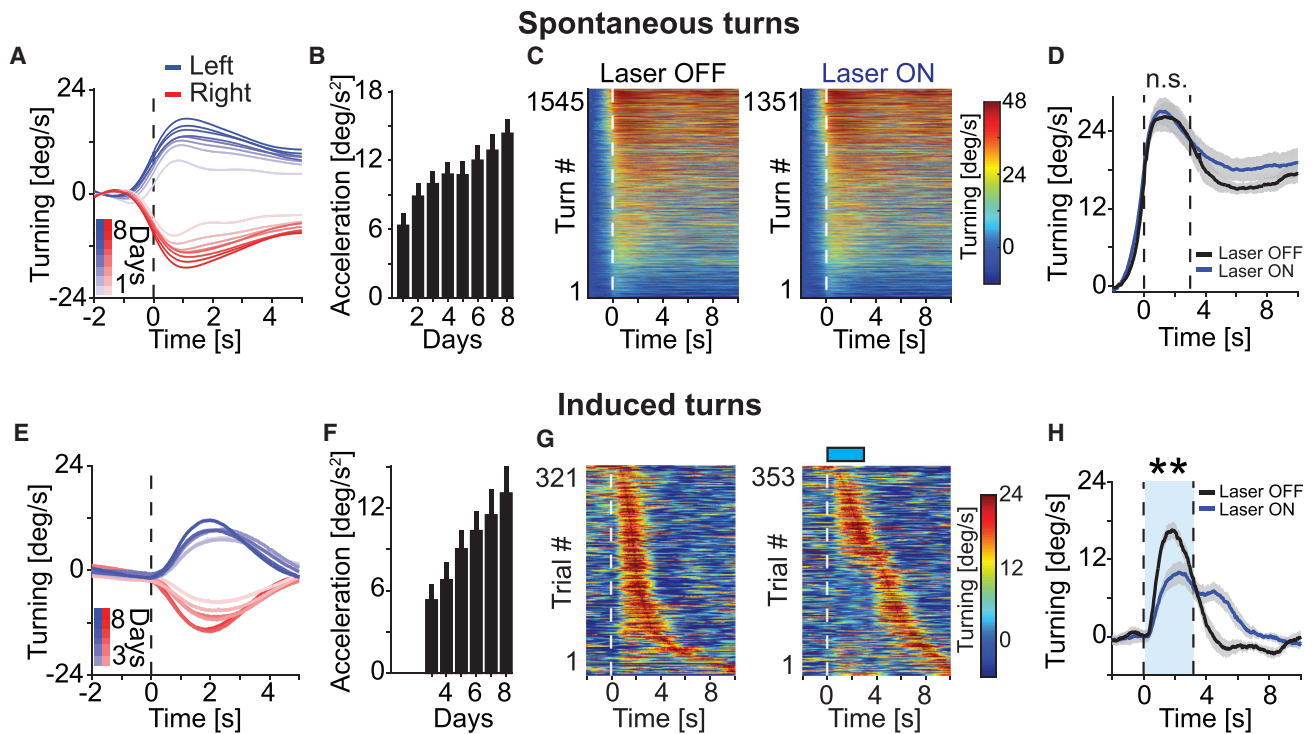 Spontaneous turns
A
Left
Right
Turning [deg/s]
24
0
-24
8
1
Days
-2 0 2 4
Time [s]
B
Acceleration [deg/s²]
18
12
6
0
2 4 6 8
Days
C
Laser OFF
1545
Turn #
1
0 4 8
Time [s]
Laser ON
1351
Turn #
1
0 4 8
Time [s]
Turning [deg/s]
48
24
0
D
n.s.
Turning [deg/s]
24
12
0
Laser OFF
Laser ON
0 4 8
Time [s]
Induced turns
E
Turning [deg/s]
24
0
-24
8
3
Days
-2 0 2 4
Time [s]
F
Acceleration [deg/s²]
12
6
0
4 6 8
Days
G
321
Trial #
1
0 4 8
Time [s]
353
Trial #
1
0 4 8
Time [s]
Turning [deg/s]
24
12
0
H
**
Laser OFF
Laser ON
Turning [deg/s]
24
12
0
0 4 8
Time [s]